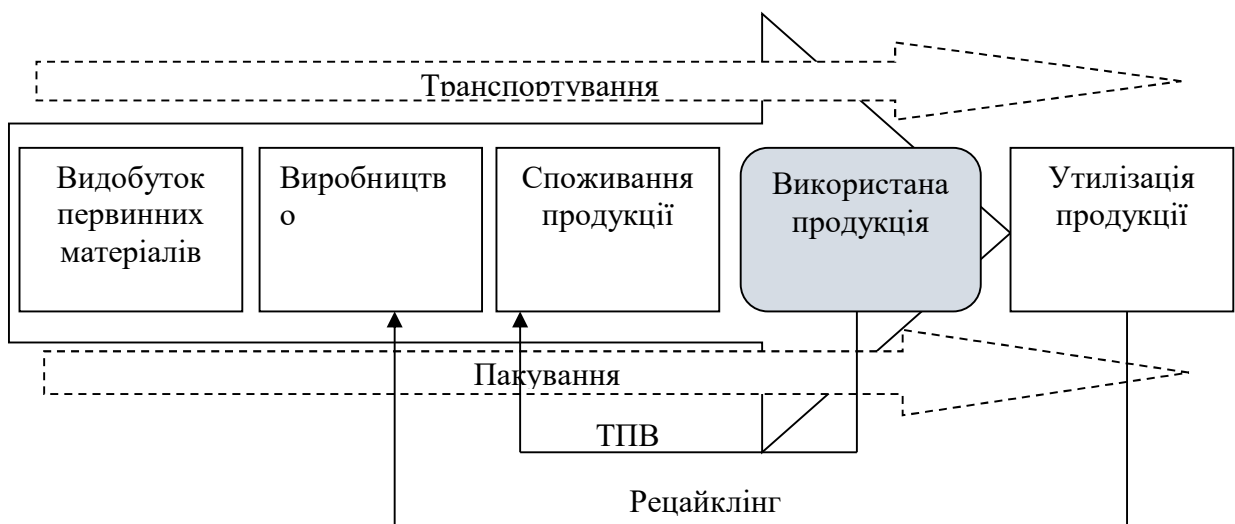 Транспортування
Видобуток
первинних
матеріалів
Виробництв
о
Споживання
продукції
Використана
продукція
Утилізація
продукції
Пакування
ТПВ
Рецайклінг